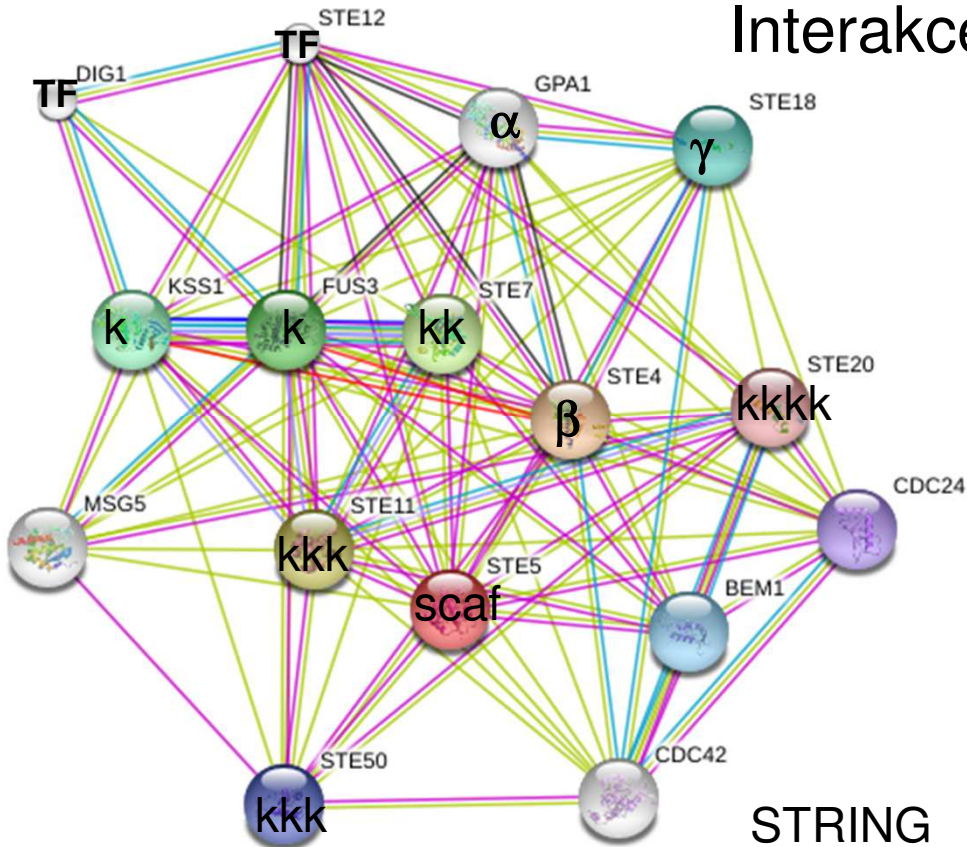 Interakce
STE12
TF
DIG1
TF
GPA1
α
STE18
γ
KSS1
k
FUS3
k
STE7
kk
STE4
β
STE20
kkkk
MSG5
STE11
kkk
STE5
scaf
CDC24
BEM1
STE50
kkk
CDC42
STRING